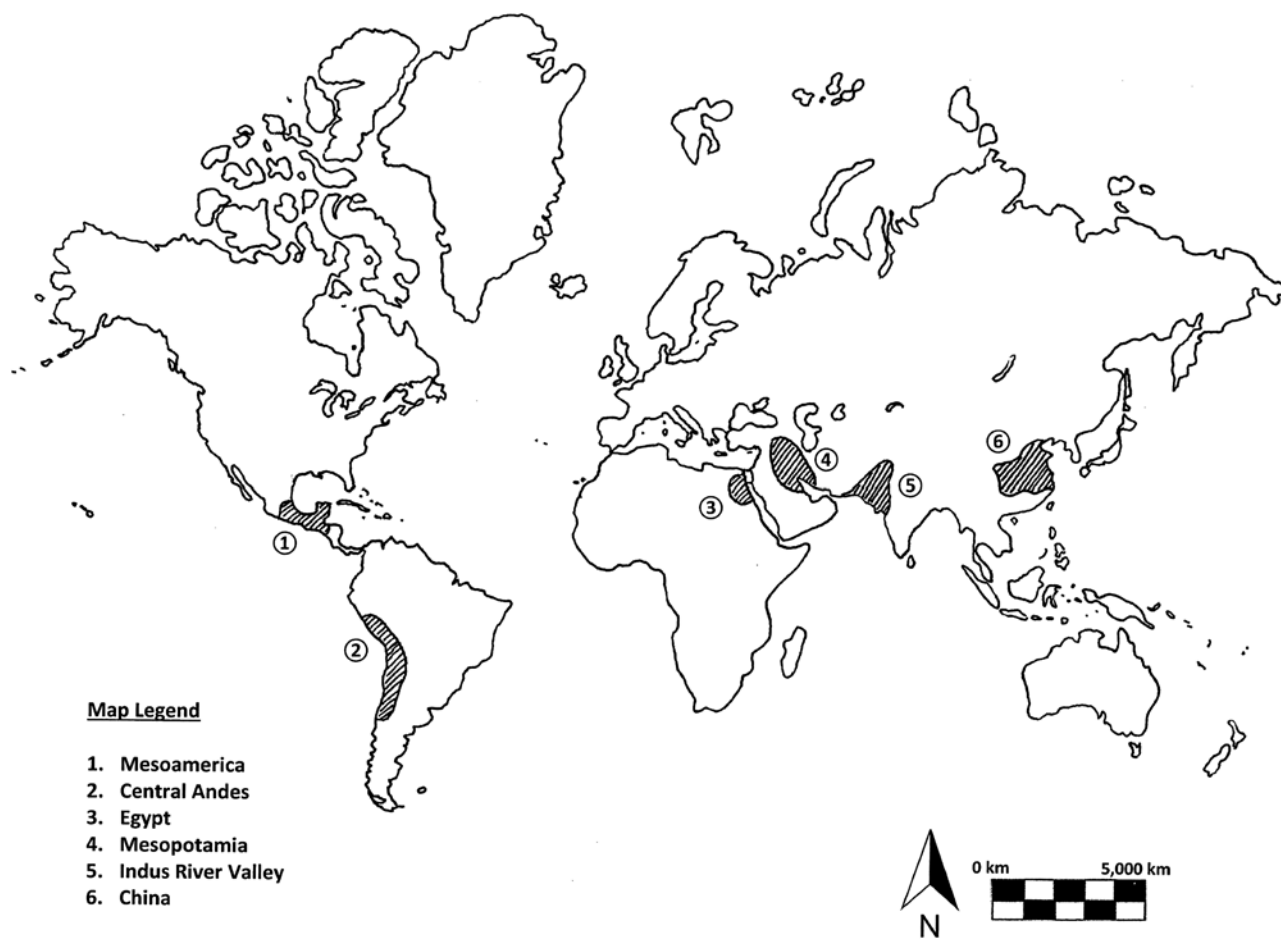 ①
②
③
④
⑤
⑥
Map Legend
1. Mesoamerica
2. Central Andes
3. Egypt
4. Mesopotamia
5. Indus River Valley
6. China
N
0 km 5,000 km